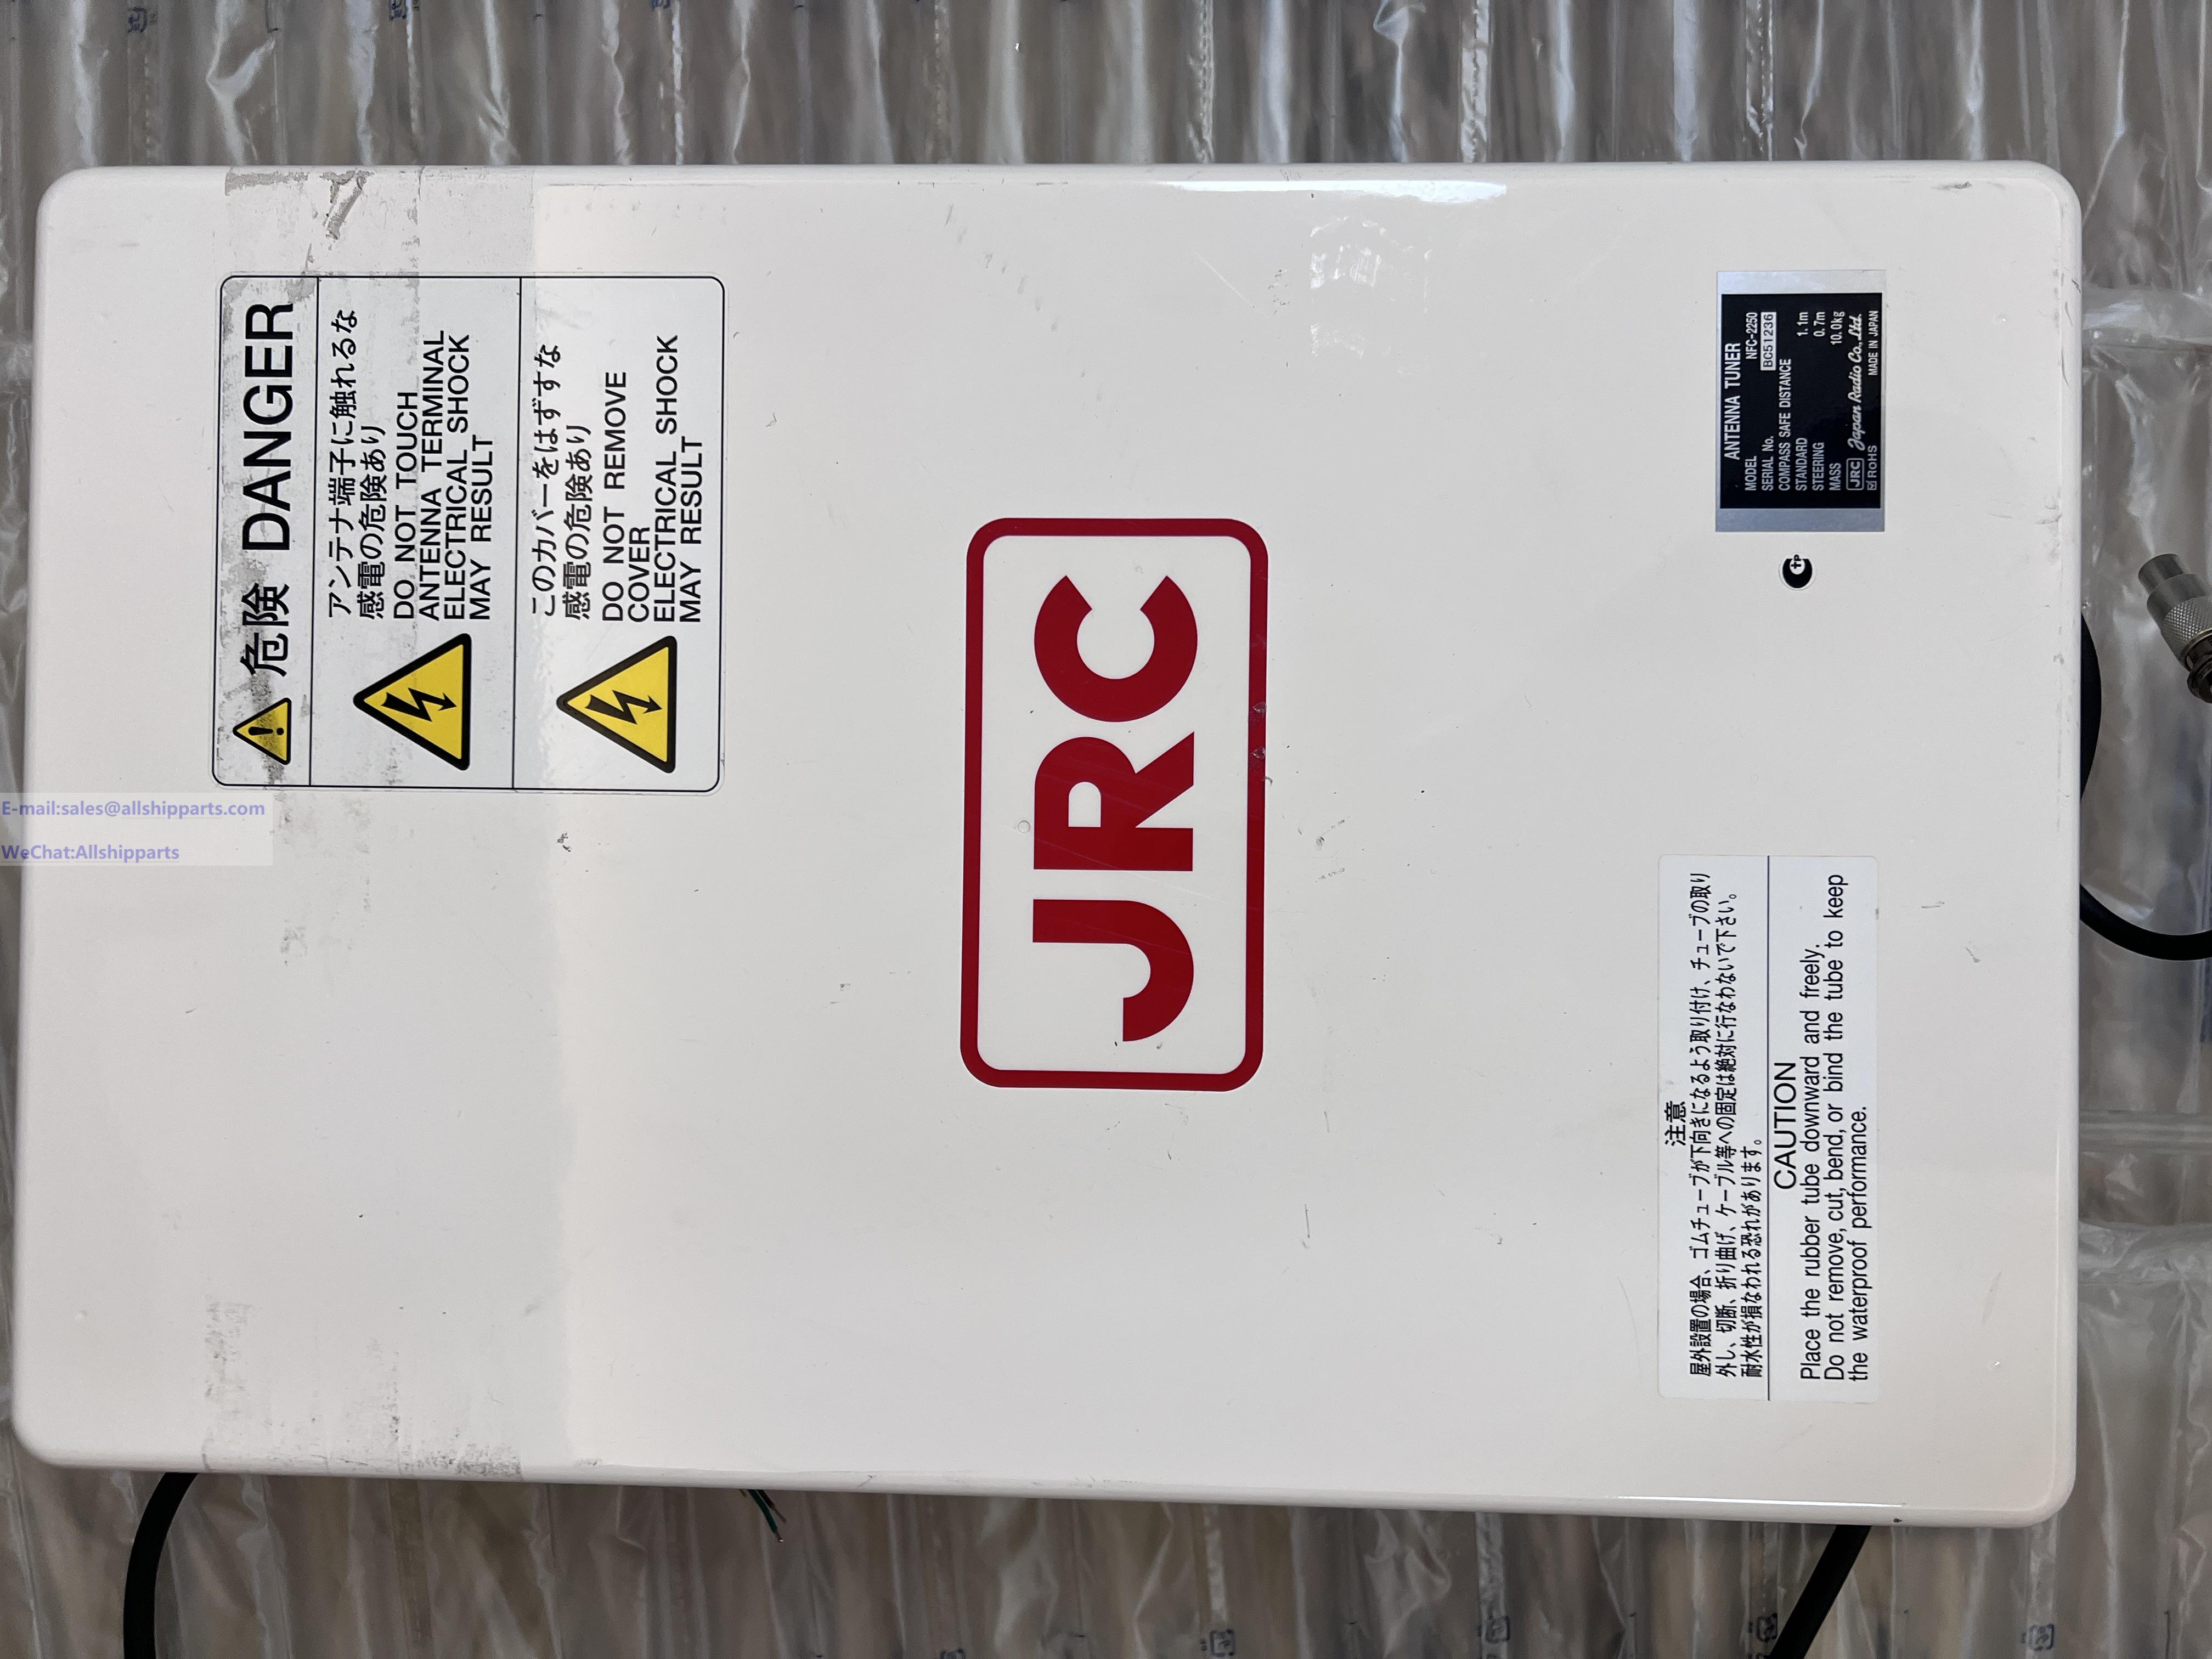 危険 DANGER
アンテナ端子に触れるな
感電の危険あり
DO NOT TOUCH
ANTENNA TERMINAL
ELECTRICAL SHOCK
MAY RESULT
このカバーをはずすな
感電の危険あり
DO NOT REMOVE
COVER
ELECTRICAL SHOCK
MAY RESULT
JRC
ANTENNA TUNER
MODEL NFC-2250
SERIAL No. BC51236
COMPASS SAFE DISTANCE
STANDARD 1.1m
STEERING 0.7m
MASS 10.0kg
JRC Japan Radio Co., Ltd.
RoHS MADE IN JAPAN
注意
屋外設置の場合、ゴムチューブが下向きになるよう取り付け、チューブの取り
外し、切断、折り曲げ、ケーブル等への固定は絶対に行なわないで下さい。
耐水性が損なわれる恐れがあります。
CAUTION
Place the rubber tube downward and freely.
Do not remove, cut, bend, or bind the tube to keep
the waterproof performance.
E-mail:sales@allshipparts.com
WeChat:Allshipparts